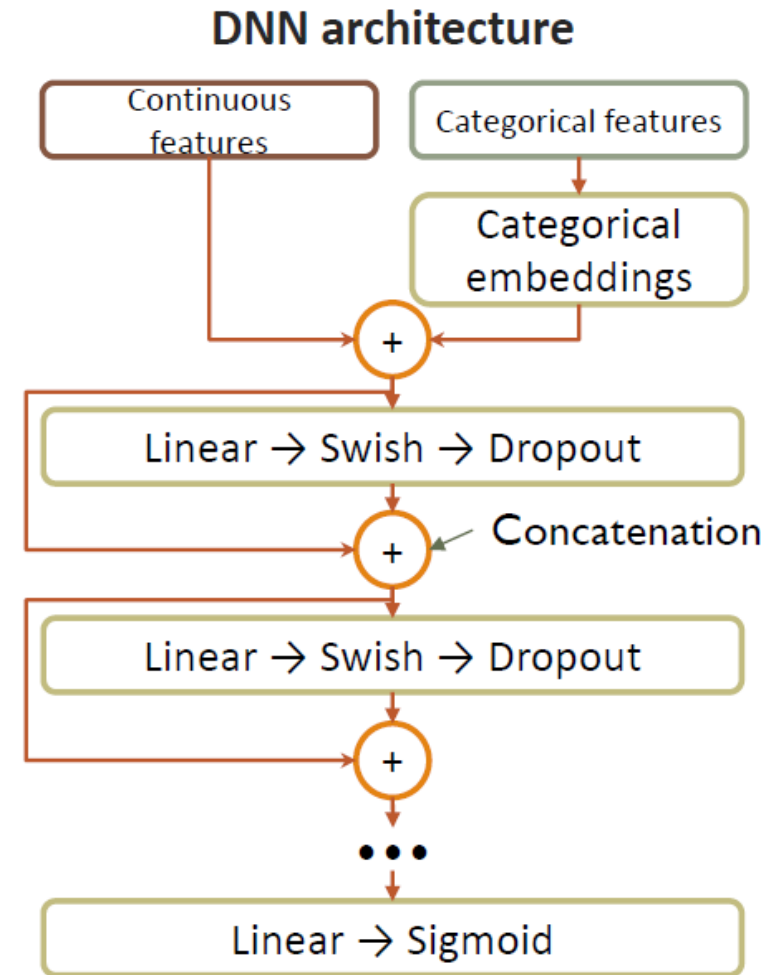 DNN architecture
Continuous
features
Categorical features
Categorical
embeddings
+
Linear → Swish → Dropout
+
Concatenation
Linear → Swish → Dropout
+
•••
Linear → Sigmoid